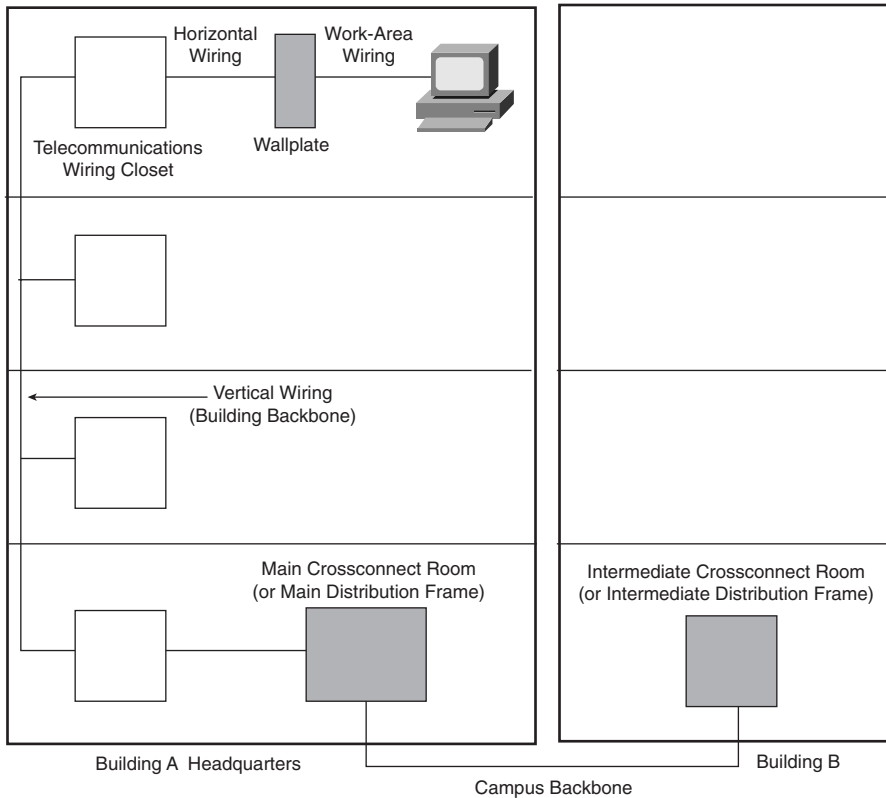 Horizontal
Wiring
Work-Area
Wiring
Telecommunications
Wiring Closet
Wallplate
Vertical Wiring
(Building Backbone)
Main Crossconnect Room
(or Main Distribution Frame)
Intermediate Crossconnect Room
(or Intermediate Distribution Frame)
Building A Headquarters
Building B
Campus Backbone